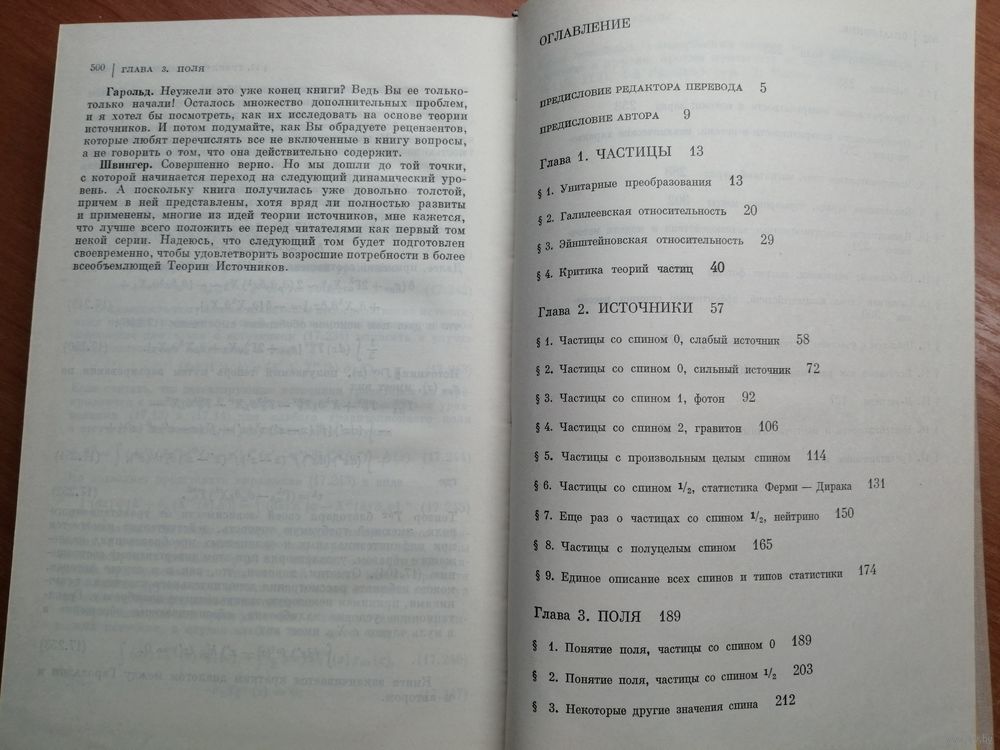 500 | ГЛАВА 3. ПОЛЯ
Гарольд. Неужели это уже конец книги? Ведь Вы ее только-
только начали! Осталось множество дополнительных проблем,
и я хотел бы посмотреть, как их исследовать на основе теории
источников. И потом подумайте, как Вы обрадуете рецензентов,
которые любят перечислять все не включенные в книгу вопросы,
а не говорить о том, что она действительно содержит.
Швингер. Совершенно верно. Но мы дошли до той точки,
с которой начинается переход на следующий динамический уро-
вень. А поскольку книга получилась уже довольно толстой,
причем в ней представлены, хотя вряд ли полностью развиты
и применены, многие из идей теории источников, мне кажется,
что лучше всего положить ее перед читателями как первый том
некой серии. Надеюсь, что следующий том будет подготовлен
своевременно, чтобы удовлетворить возросшие потребности в более
всеобъемлющей Теории Источников.
ОГЛАВЛЕНИЕ
ПРЕДИСЛОВИЕ РЕДАКТОРА ПЕРЕВОДА 5
ПРЕДИСЛОВИЕ АВТОРА 9
Глава 1. ЧАСТИЦЫ 13
§ 1. Унитарные преобразования 13
§ 2. Галилеевская относительность 20
§ 3. Эйнштейновская относительность 29
§ 4. Критика теорий частиц 40
Глава 2. ИСТОЧНИКИ 57
§ 1. Частицы со спином 0, слабый источник 58
§ 2. Частицы со спином 0, сильный источник 72
§ 3. Частицы со спином 1, фотон 92
§ 4. Частицы со спином 2, гравитон 106
§ 5. Частицы с произвольным целым спином 114
§ 6. Частицы со спином 1/2, статистика Ферми — Дирака 131
§ 7. Еще раз о частицах со спином 1/2, нейтрино 150
§ 8. Частицы с полуцелым спином 165
§ 9. Единое описание всех спинов и типов статистики 174
Глава 3. ПОЛЯ 189
§ 1. Понятие поля, частицы со спином 0 189
§ 2. Понятие поля, частицы со спином 1/2 203
§ 3. Некоторые другие значения спина 212